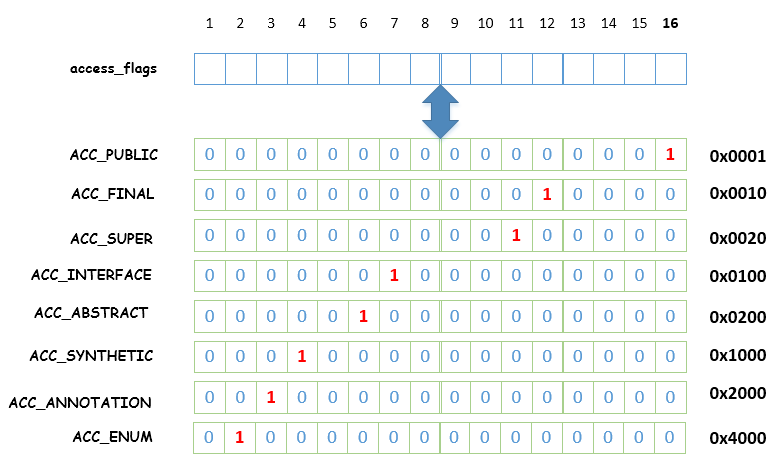 1 2 3 4 5 6 7 8 9 10 11 12 13 14 15 16
access_flags
ACC_PUBLIC 0 0 0 0 0 0 0 0 0 0 0 0 0 0 0 1 0x0001
ACC_FINAL 0 0 0 0 0 0 0 0 0 0 0 1 0 0 0 0 0x0010
ACC_SUPER 0 0 0 0 0 0 0 0 0 0 1 0 0 0 0 0 0x0020
ACC_INTERFACE 0 0 0 0 0 0 1 0 0 0 0 0 0 0 0 0 0x0100
ACC_ABSTRACT 0 0 0 0 0 1 0 0 0 0 0 0 0 0 0 0 0x0200
ACC_SYNTHETIC 0 0 0 1 0 0 0 0 0 0 0 0 0 0 0 0 0x1000
ACC_ANNOTATION 0 0 1 0 0 0 0 0 0 0 0 0 0 0 0 0 0x2000
ACC_ENUM 0 1 0 0 0 0 0 0 0 0 0 0 0 0 0 0 0x4000